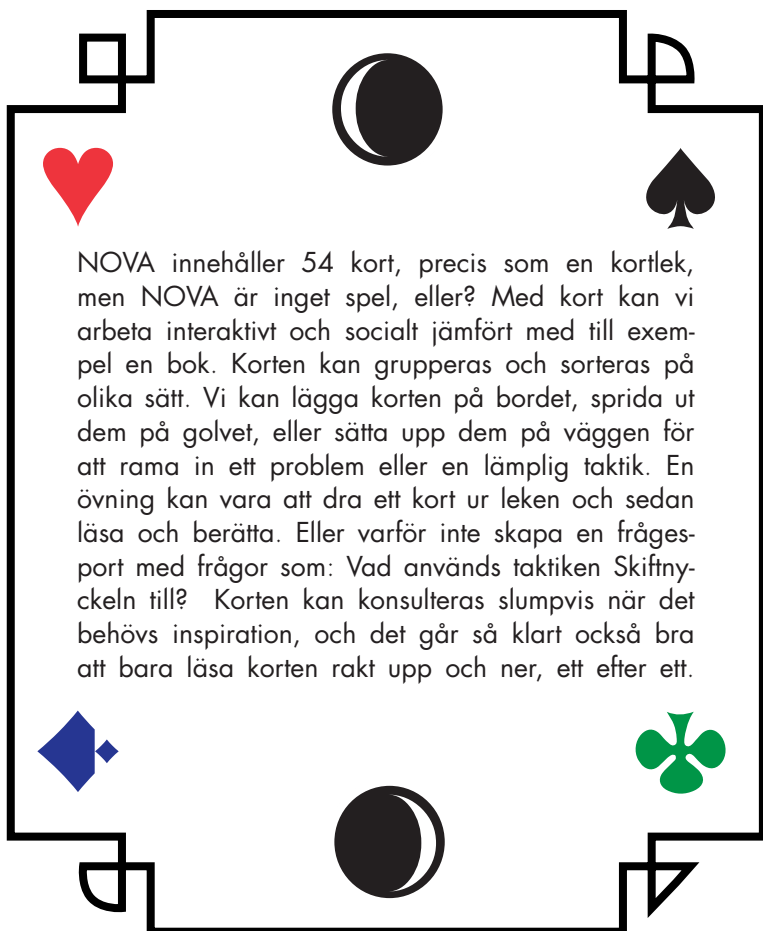 NOVA innehåller 54 kort, precis som en kortlek,
men NOVA är inget spel, eller? Med kort kan vi
arbeta interaktivt och socialt jämfört med till exem-
pel en bok. Korten kan grupperas och sorteras på
olika sätt. Vi kan lägga korten på bordet, sprida ut
dem på golvet, eller sätta upp dem på väggen för
att rama in ett problem eller en lämplig taktik. En
övning kan vara att dra ett kort ur leken och sedan
läsa och berätta. Eller varför inte skapa en fråges-
port med frågor som: Vad används taktiken Skiftny-
ckeln till?  Korten kan konsulteras slumpvis när det
behövs inspiration, och det går så klart också bra
att bara läsa korten rakt upp och ner, ett efter ett.